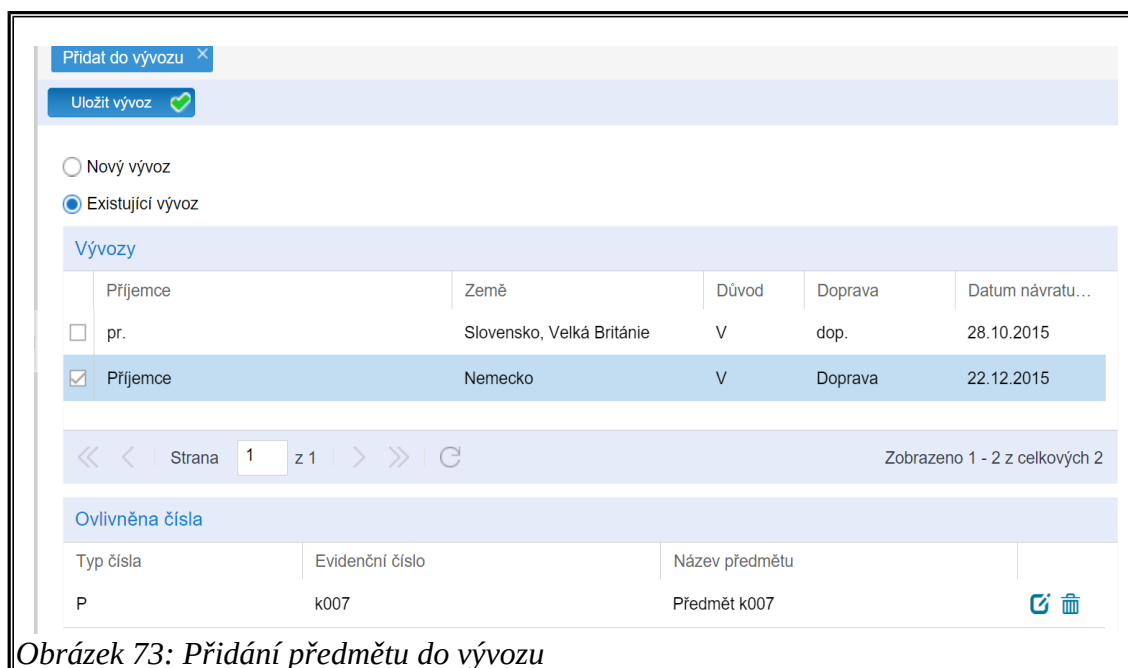 Přidat do vývozu
Uložit vývoz
Nový vývoz
Existující vývoz
Vývozy
Příjemce Země Důvod Doprava Datum návratu…
pr. Slovensko, Velká Británie V dop. 28.10.2015
Příjemce Nemecko V Doprava 22.12.2015
Strana 1 z 1 Zobrazeno 1 - 2 z celkových 2
Ovlivněna čísla
Typ čísla Evidenční číslo Název předmětu
P k007 Předmět k007
Obrázek 73: Přidání předmětu do vývozu